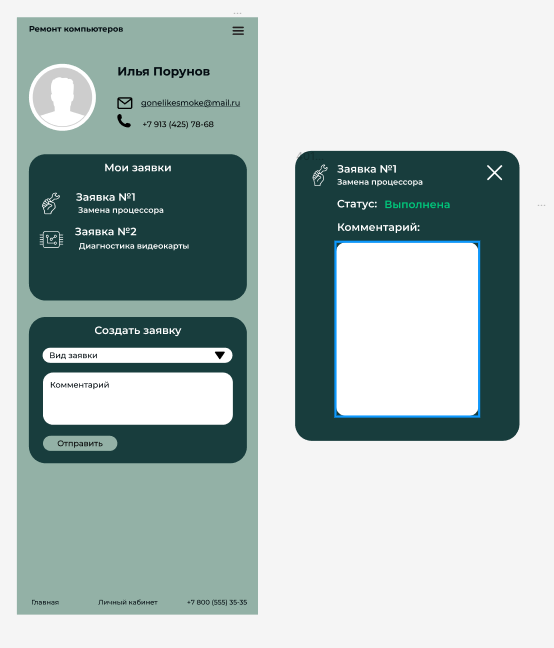 Ремонт компьютеров
Илья Порунов
gonelikesmoke@mail.ru
+7 913 (425) 78-68
Мои заявки
Заявка №1
Замена процессора
Заявка №2
Диагностика видеокарты
Создать заявку
Вид заявки
Комментарий
Отправить
Главная
Личный кабинет
+7 800 (555) 35-35
Заявка №1
Замена процессора
Статус: Выполнена
Комментарий: